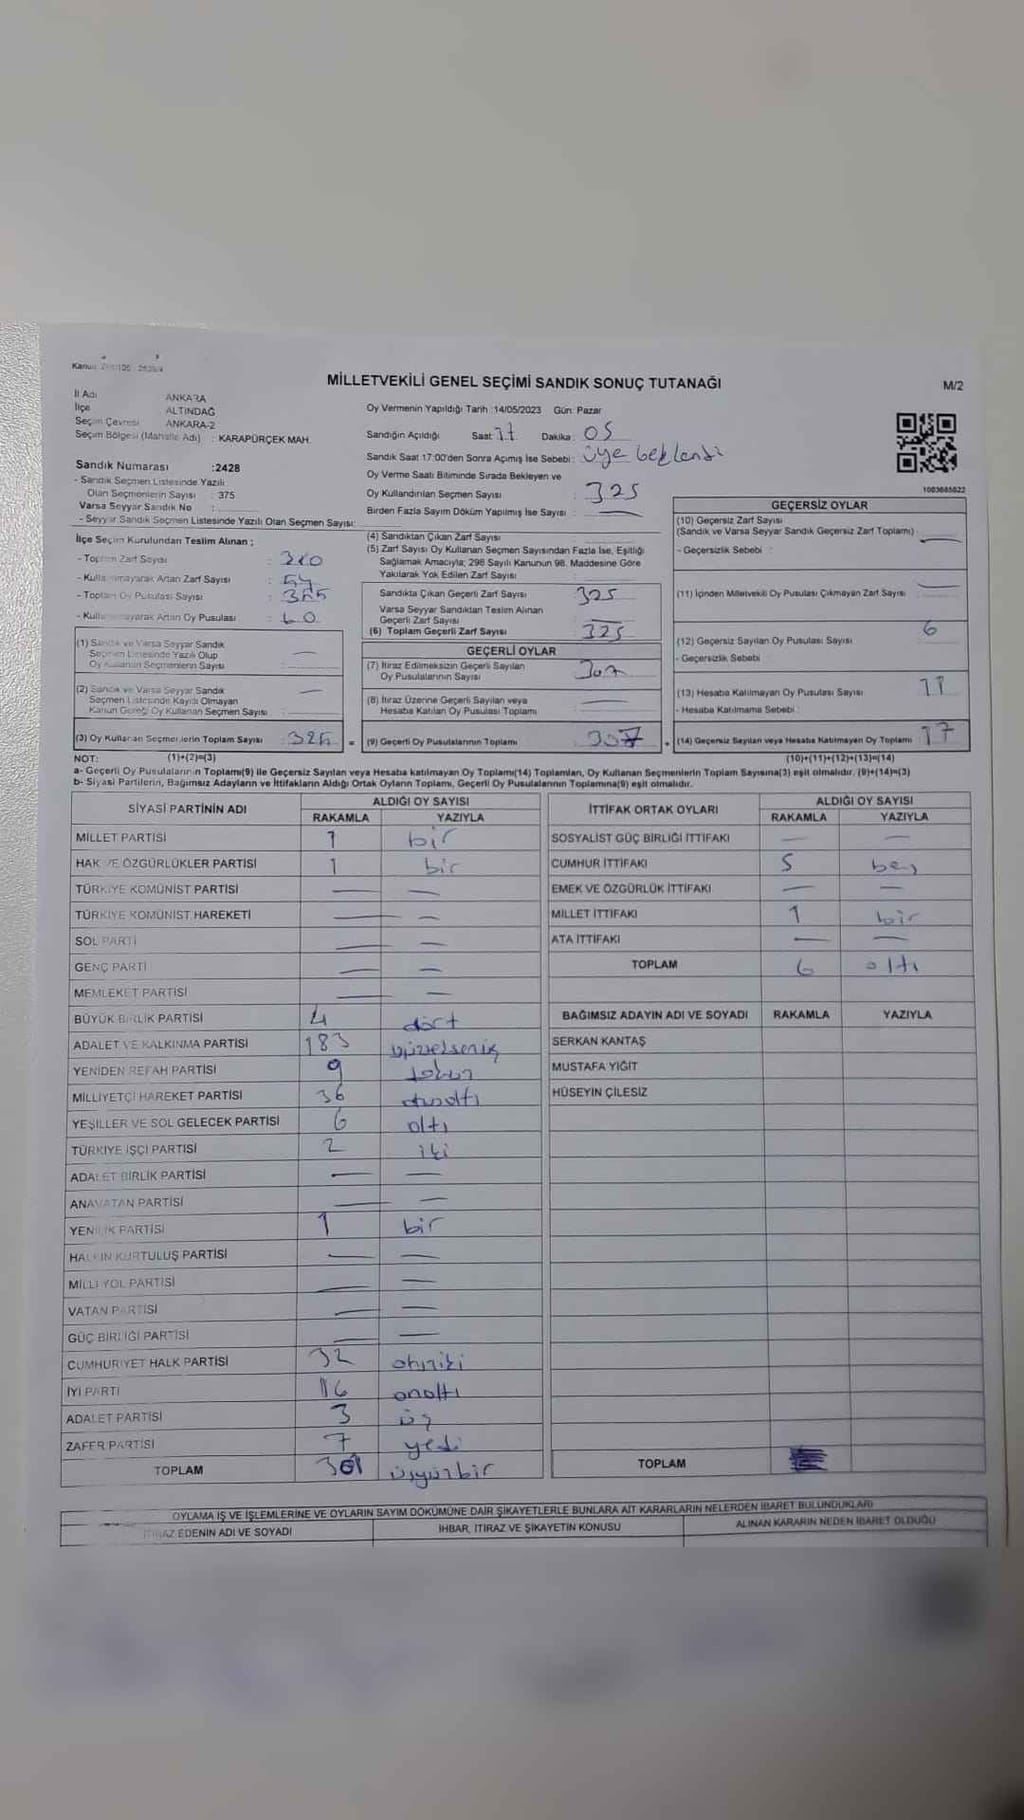 MİLLETVEKİLİ GENEL SEÇİMİ SANDIK SONUÇ TUTANAĞI
M/2
İl Adı ANKARA
İlçe ALTINDAĞ
Seçim Çevresi ANKARA-2
Seçim Bölgesi (Mahalle Adı) : KARAPÜRÇEK MAH.
Oy Vermenin Yapıldığı Tarih :14/05/2023 Gün: Pazar
Sandığın Açıldığı Saat 17 Dakika : 05
Sandık Saat 17:00'den Sonra Açımış İse Sebebi: üye beklendi
Oy Verme Saati Bitiminde Sırada Bekleyen ve
Oy Kullandırılan Seçmen Sayısı : 325
Birden Fazla Sayım Döküm Yapılmış İse Sayısı —
1003665822
Sandık Numarası :2428
- Sandık Seçmen Listesinde Yazılı
Olan Seçmenlerin Sayısı : 375
Varsa Seyyar Sandık No :
- Seyyar Sandık Seçmen Listesinde Yazılı Olan Seçmen Sayısı:
İlçe Seçim Kurulundan Teslim Alınan ;
- Toplam Zarf Sayısı :
- Kullanılmayarak Artan Zarf Sayısı :
- Toplam Oy Pusulası Sayısı :
- Kullanılmayarak Artan Oy Pusulası : 60
(1) Sandık ve Varsa Seyyar Sandık
Seçmen Listesinde Yazılı Olup
Oy Kullanan Seçmenlerin Sayısı : —
(2) Sandık ve Varsa Seyyar Sandık
Seçmen Listesinde Kayıtlı Olmayan
Kanun Gereği Oy Kullanan Seçmen Sayısı : —
(3) Oy Kullanan Seçmenlerin Toplam Sayısı : 325 =
(4) Sandıktan Çıkan Zarf Sayısı
(5) Zarf Sayısı Oy Kullanan Seçmen Sayısından Fazla İse, Eşitliği
Sağlamak Amacıyla; 298 Sayılı Kanunun 98. Maddesine Göre
Yakılarak Yok Edilen Zarf Sayısı
Sandıkta Çıkan Geçerli Zarf Sayısı 325
Varsa Seyyar Sandıktan Teslim Alınan
Geçerli Zarf Sayısı —
(6) Toplam Geçerli Zarf Sayısı 325
GEÇERLİ OYLAR
(7) İtiraz Edilmeksizin Geçerli Sayılan
Oy Pusulalarının Sayısı 307
(8) İtiraz Üzerine Geçerli Sayılan veya
Hesaba Katılan Oy Pusulası Toplamı —
(9) Geçerli Oy Pusulalarının Toplamı 307 +
GEÇERSİZ OYLAR
(10) Geçersiz Zarf Sayısı
(Sandık ve Varsa Seyyar Sandık Geçersiz Zarf Toplamı) —
- Geçersizlik Sebebi :
(11) İçinden Milletvekili Oy Pusulası Çıkmayan Zarf Sayısı —
(12) Geçersiz Sayılan Oy Pusulası Sayısı 6
- Geçersizlik Sebebi
(13) Hesaba Katılmayan Oy Pusulası Sayısı 11
- Hesaba Katılmama Sebebi :
(14) Geçersiz Sayılan veya Hesaba Katılmayan Oy Toplamı 17
NOT: (1)+(2)=(3) (10)+(11)+(12)+(13)=(14)
a- Geçerli Oy Pusulalarının Toplamı(9) ile Geçersiz Sayılan veya Hesaba katılmayan Oy Toplamı(14) Toplamları, Oy Kullanan Seçmenlerin Toplam Sayısına(3) eşit olmalıdır. (9)+(14)=(3)
b- Siyasi Partilerin, Bağımsız Adayların ve İttifakların Aldığı Ortak Oyların Toplamı, Geçerli Oy Pusulalarının Toplamına(9) eşit olmalıdır.
SİYASİ PARTİNİN ADI ALDIĞI OY SAYISI
RAKAMLA YAZIYLA
MİLLET PARTİSİ 1 bir
HAK VE ÖZGÜRLÜKLER PARTİSİ 1 bir
TÜRKİYE KOMÜNİST PARTİSİ — —
TÜRKİYE KOMÜNİST HAREKETİ — —
SOL PARTİ — —
GENÇ PARTİ — —
MEMLEKET PARTİSİ — —
BÜYÜK BİRLİK PARTİSİ 4 dört
ADALET VE KALKINMA PARTİSİ 183
YENİDEN REFAH PARTİSİ 9 dokuz
MİLLİYETÇİ HAREKET PARTİSİ 36 otuzaltı
YEŞİLLER VE SOL GELECEK PARTİSİ 6 altı
TÜRKİYE İŞÇİ PARTİSİ 2 iki
ADALET BİRLİK PARTİSİ — —
ANAVATAN PARTİSİ — —
YENİLİK PARTİSİ 1 bir
HALKIN KURTULUŞ PARTİSİ — —
MİLLİ YOL PARTİSİ — —
VATAN PARTİSİ — —
GÜÇ BİRLİĞİ PARTİSİ — —
CUMHURİYET HALK PARTİSİ 32 otuziki
İYİ PARTİ 16 onaltı
ADALET PARTİSİ 3 üç
ZAFER PARTİSİ 7 yedi
TOPLAM 301 üçyüzbir
İTTİFAK ORTAK OYLARI ALDIĞI OY SAYISI
RAKAMLA YAZIYLA
SOSYALİST GÜÇ BİRLİĞİ İTTİFAKI — —
CUMHUR İTTİFAKI 5 beş
EMEK VE ÖZGÜRLÜK İTTİFAKI — —
MİLLET İTTİFAKI 1 bir
ATA İTTİFAKI — —
TOPLAM 6 altı
BAĞIMSIZ ADAYIN ADI VE SOYADI RAKAMLA YAZIYLA
SERKAN KANTAŞ
MUSTAFA YİĞİT
HÜSEYİN ÇİLESİZ
TOPLAM
OYLAMA İŞ VE İŞLEMLERİNE VE OYLARIN SAYIM DÖKÜMÜNE DAİR ŞİKAYETLERLE BUNLARA AİT KARARLARIN NELERDEN İBARET BULUNDUKLARI
İTİRAZ EDENİN ADI VE SOYADI İHBAR, İTİRAZ VE ŞİKAYETİN KONUSU ALINAN KARARIN NEDEN İBARET OLDUĞU